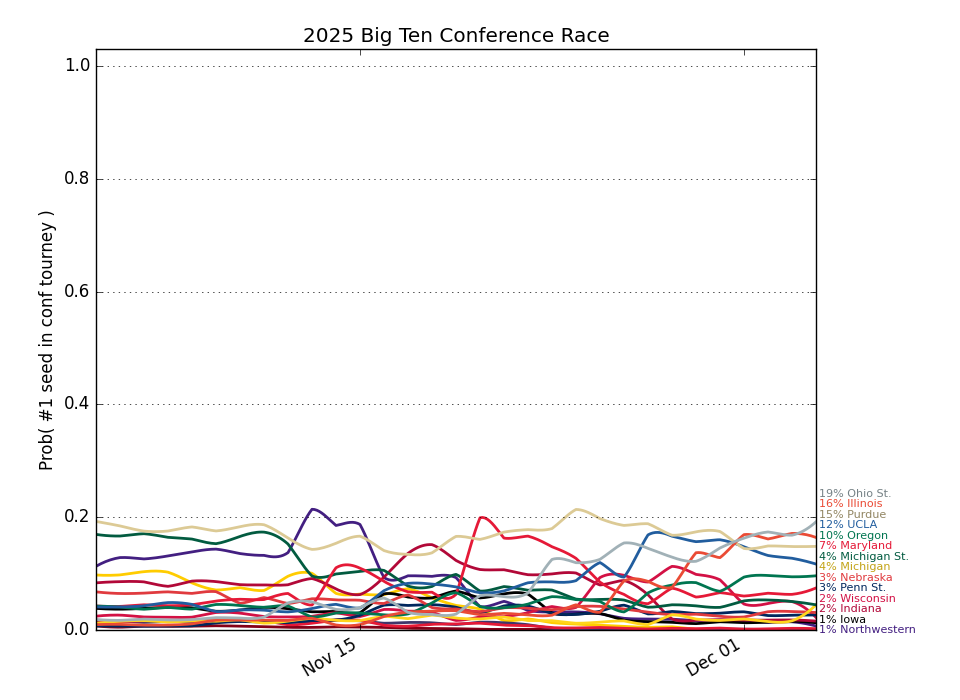 2025 Big Ten Conference Race
1.0
0.8
0.6
0.4
0.2
0.0
Prob( #1 seed in conf tourney )
Nov 15
Dec 01
19% Ohio St.
16% Illinois
15% Purdue
12% UCLA
10% Oregon
7% Maryland
4% Michigan St.
4% Michigan
3% Nebraska
3% Penn St.
2% Wisconsin
2% Indiana
1% Iowa
1% Northwestern